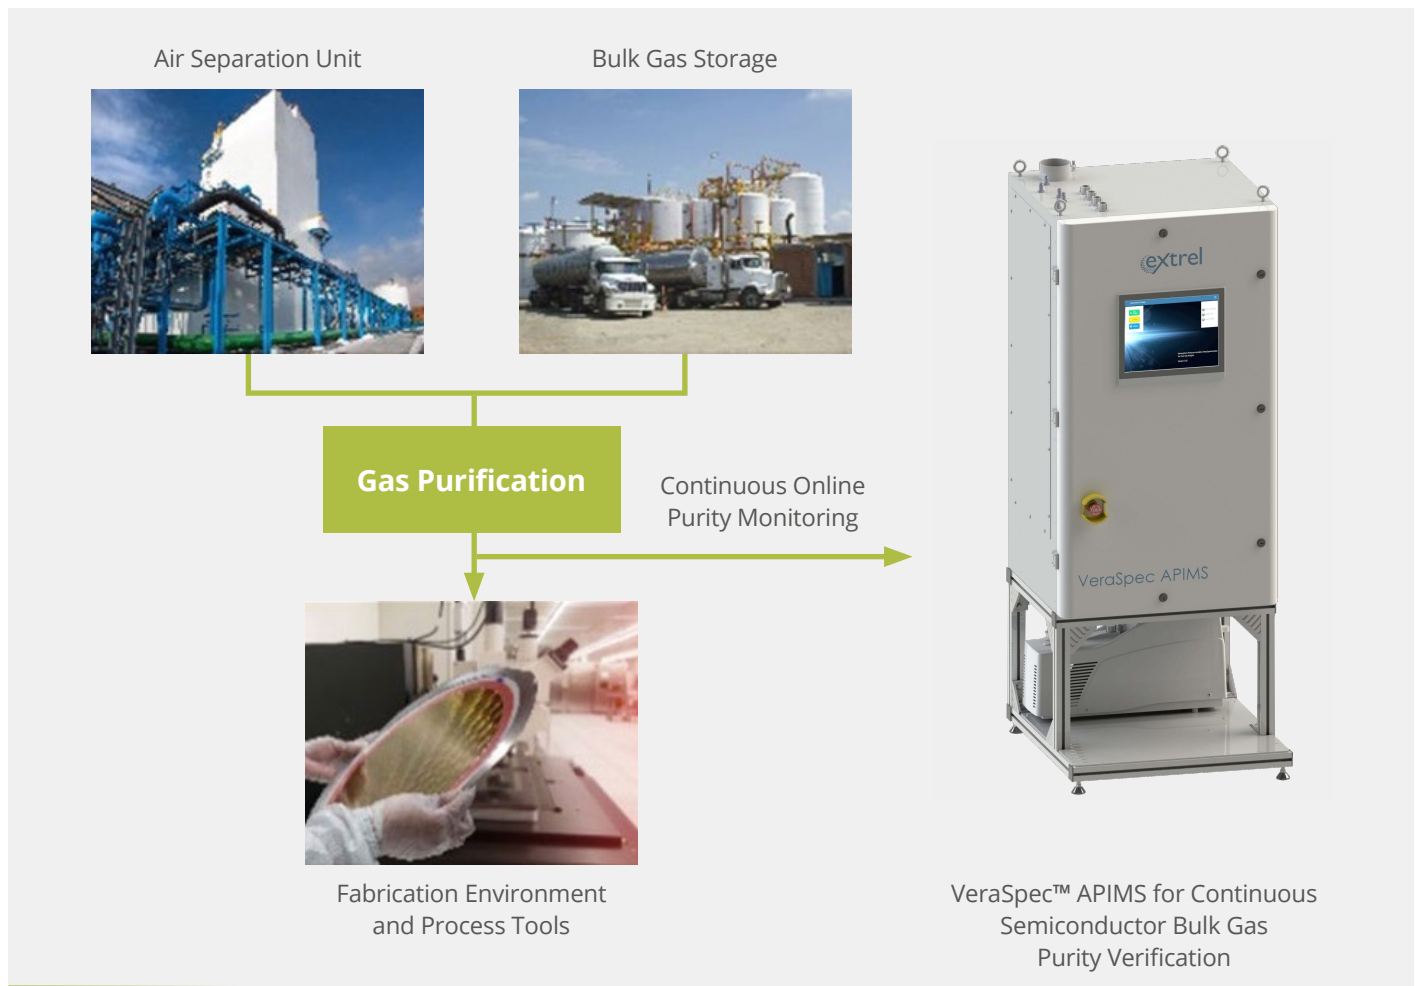 Air Separation Unit
Bulk Gas Storage
extrel
Gas Purification
Continuous Online
Purity Monitoring
VeraSpec APIMS
Fabrication Environment
and Process Tools
VeraSpec™ APIMS for Continuous
Semiconductor Bulk Gas
Purity Verification